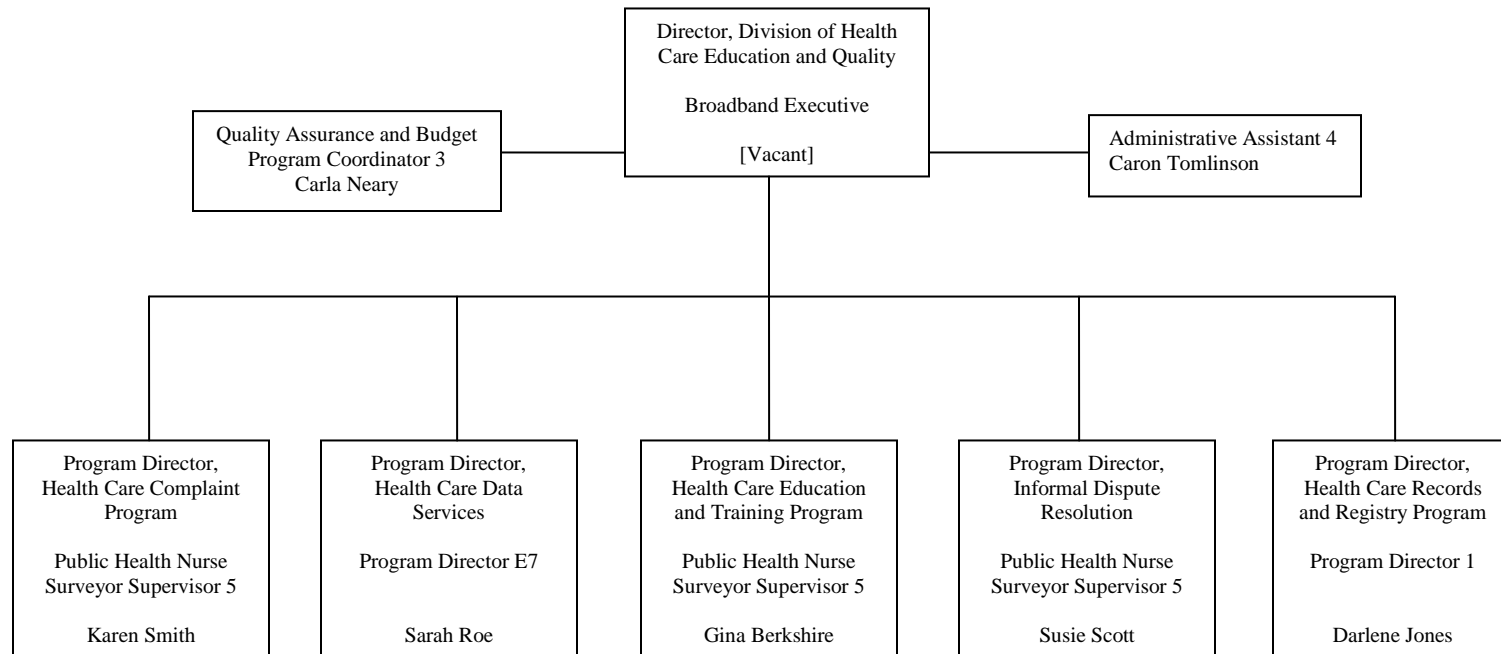 Director, Division of Health
Care Education and Quality
Broadband Executive
[Vacant]
Quality Assurance and Budget
Program Coordinator 3
Carla Neary
Administrative Assistant 4
Caron Tomlinson
Program Director,
Health Care Complaint
Program
Public Health Nurse
Surveyor Supervisor 5
Karen Smith
Program Director,
Health Care Data
Services
Program Director E7
Sarah Roe
Program Director,
Health Care Education
and Training Program
Public Health Nurse
Surveyor Supervisor 5
Gina Berkshire
Program Director,
Informal Dispute
Resolution
Public Health Nurse
Surveyor Supervisor 5
Susie Scott
Program Director,
Health Care Records
and Registry Program
Program Director 1
Darlene Jones